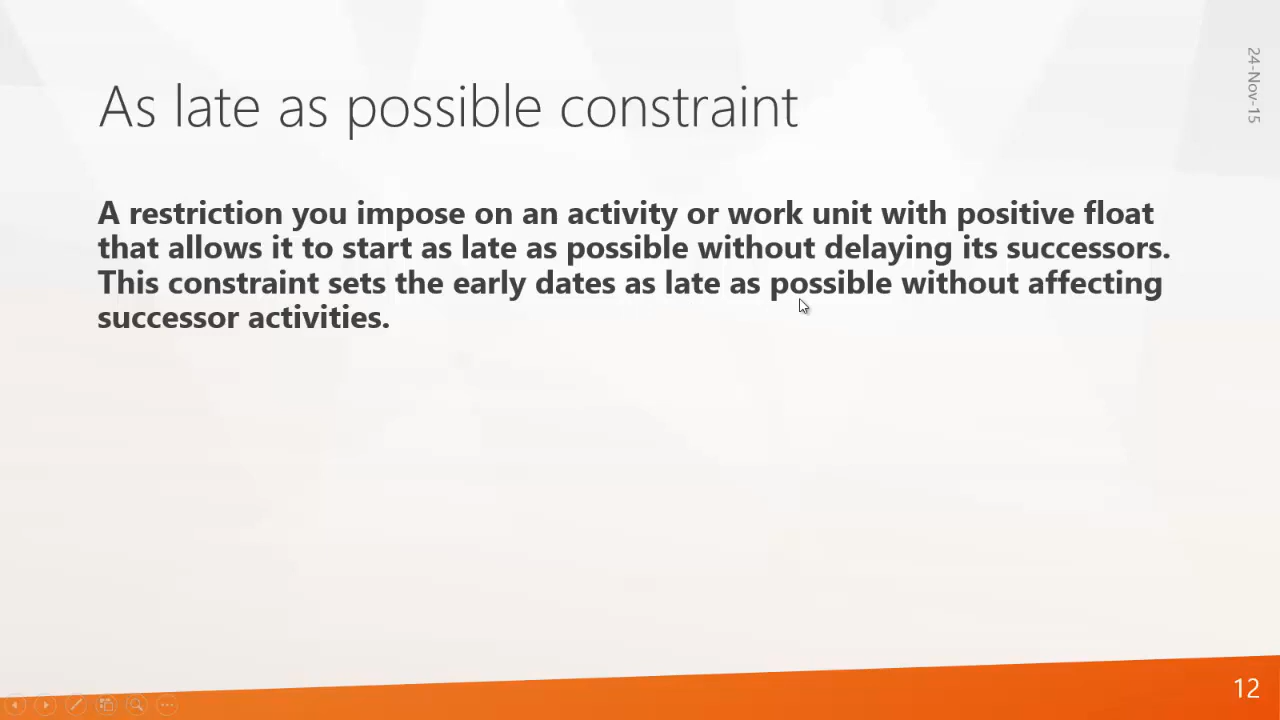 24-Nov-15
As late as possible constraint
A restriction you impose on an activity or work unit with positive float
that allows it to start as late as possible without delaying its successors.
This constraint sets the early dates as late as possible without affecting
successor activities.
12